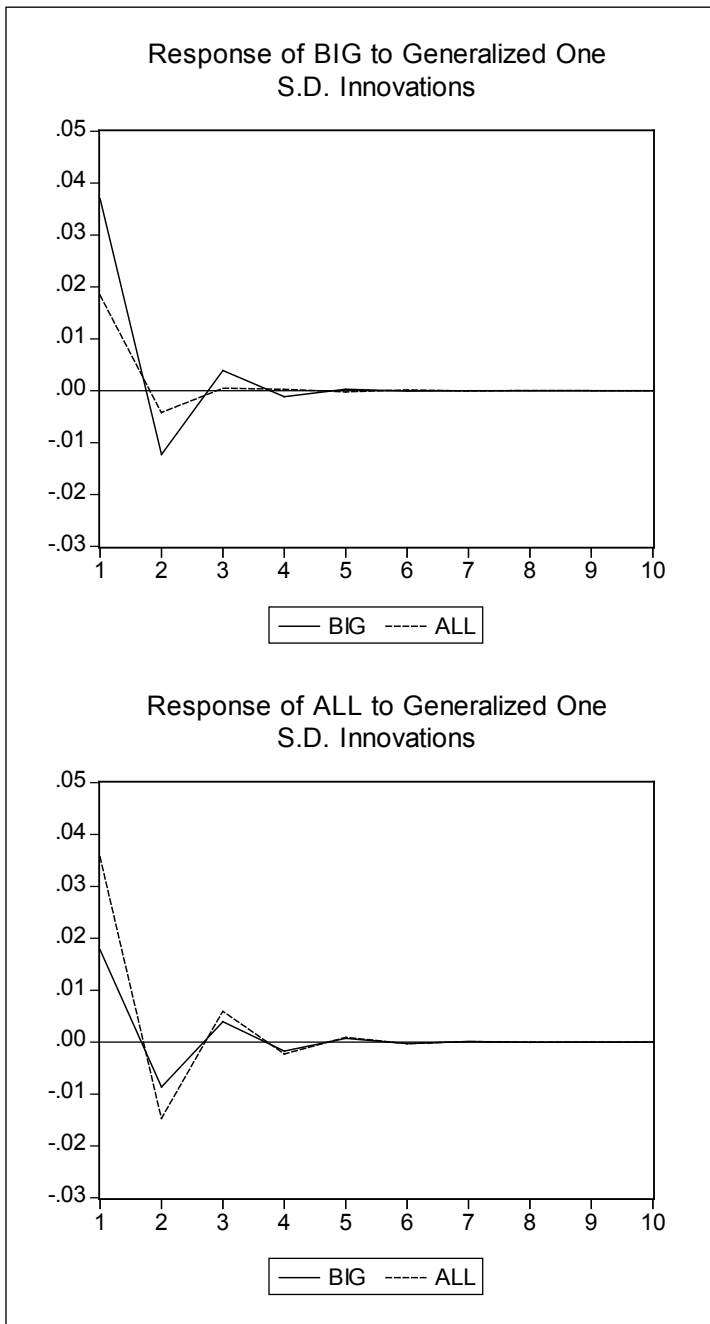 Response of BIG to Generalized One
S.D. Innovations
.05
.04
.03
.02
.01
.00
-.01
-.02
-.03
1 2 3 4 5 6 7 8 9 10
BIG ALL
Response of ALL to Generalized One
S.D. Innovations
.05
.04
.03
.02
.01
.00
-.01
-.02
-.03
1 2 3 4 5 6 7 8 9 10
BIG ALL